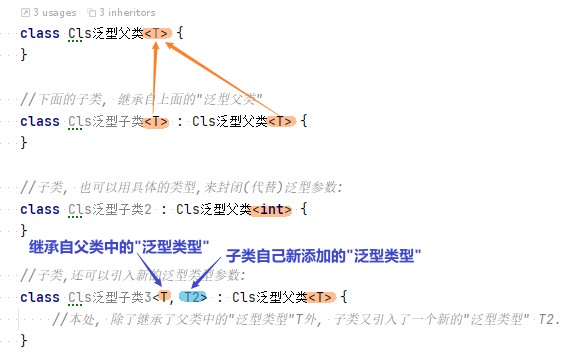 3 usages 3 inheritors
class Cls泛型父类<T> {
}
//下面的子类, 继承自上面的"泛型父类"
class Cls泛型子类<T> : Cls泛型父类<T> {
}
//子类, 也可以用具体的类型,来封闭(代替)泛型参数:
class Cls泛型子类2 : Cls泛型父类<int> {
}
继承自父类中的"泛型类型"
子类自己新添加的"泛型类型"
//子类,还可以引入新的泛型类型参数:
class Cls泛型子类3<T, T2> : Cls泛型父类<T> {
//本处, 除了继承了父类中的"泛型类型"T外, 子类又引入了一个新的"泛型类型" T2.
}